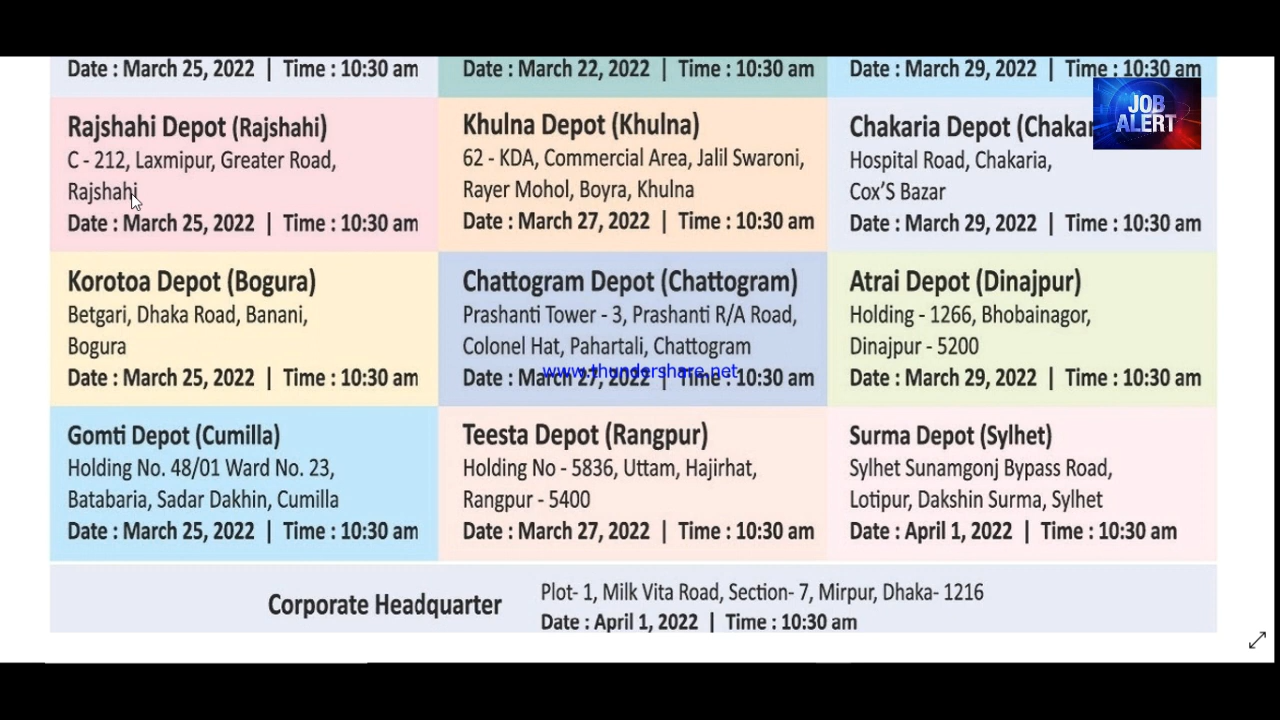 Date : March 25, 2022 | Time : 10:30 am
Date : March 22, 2022 | Time : 10:30 am
Date : March 29, 2022 | Time : 10:30 am
JOB
ALERT
Rajshahi Depot (Rajshahi)
C - 212, Laxmipur, Greater Road,
Rajshahi
Date : March 25, 2022 | Time : 10:30 am
Khulna Depot (Khulna)
62 - KDA, Commercial Area, Jalil Swaroni,
Rayer Mohol, Boyra, Khulna
Date : March 27, 2022 | Time : 10:30 am
Chakaria Depot (Chakar
Hospital Road, Chakaria,
Cox’S Bazar
Date : March 29, 2022 | Time : 10:30 am
Korotoa Depot (Bogura)
Betgari, Dhaka Road, Banani,
Bogura
Date : March 25, 2022 | Time : 10:30 am
Chattogram Depot (Chattogram)
Prashanti Tower - 3, Prashanti R/A Road,
Colonel Hat, Pahartali, Chattogram
www.thundershare.net
Date : March 27, 2022 | Time : 10:30 am
Atrai Depot (Dinajpur)
Holding - 1266, Bhobainagor,
Dinajpur - 5200
Date : March 29, 2022 | Time : 10:30 am
Gomti Depot (Cumilla)
Holding No. 48/01 Ward No. 23,
Batabaria, Sadar Dakhin, Cumilla
Date : March 25, 2022 | Time : 10:30 am
Teesta Depot (Rangpur)
Holding No - 5836, Uttam, Hajirhat,
Rangpur - 5400
Date : March 27, 2022 | Time : 10:30 am
Surma Depot (Sylhet)
Sylhet Sunamgonj Bypass Road,
Lotipur, Dakshin Surma, Sylhet
Date : April 1, 2022 | Time : 10:30 am
Corporate Headquarter
Plot- 1, Milk Vita Road, Section- 7, Mirpur, Dhaka- 1216
Date : April 1, 2022 | Time : 10:30 am